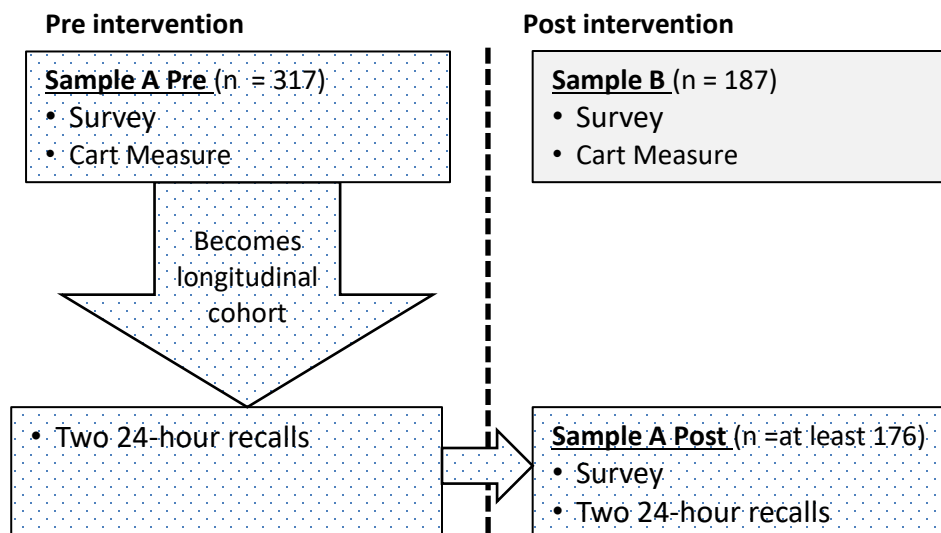 Pre intervention
Post intervention
Sample A Pre (n = 317)
• Survey
• Cart Measure
Sample B (n = 187)
• Survey
• Cart Measure
Becomes
longitudinal
cohort
• Two 24-hour recalls
Sample A Post (n =at least 176)
• Survey
• Two 24-hour recalls